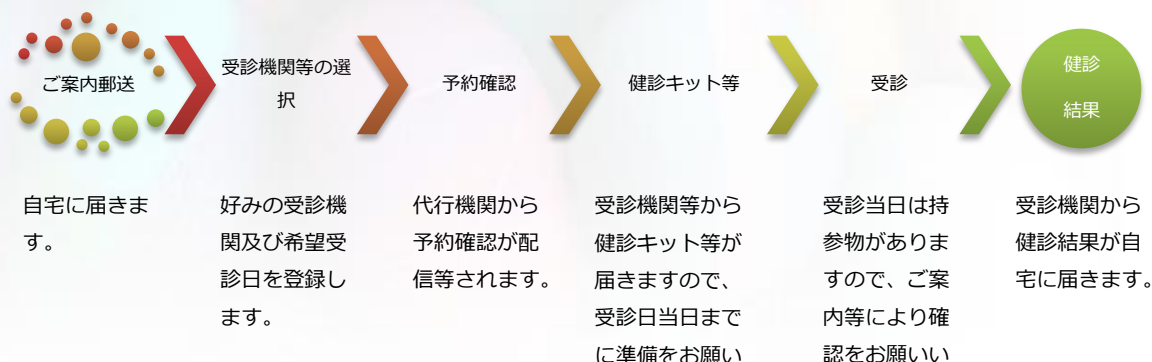 ご案内郵送
受診機関等の選
択
予約確認
健診キット等
受診
健診
結果
自宅に届きま
す。
好みの受診機
関及び希望受
診日を登録し
ます。
代行機関から
予約確認が配
信等されます。
受診機関等から
健診キット等が
届きますので、
受診日当日まで
に準備をお願い
受診当日は持
参物がありま
すので、ご案
内等により確
認をお願いい
受診機関から
健診結果が自
宅に届きます。